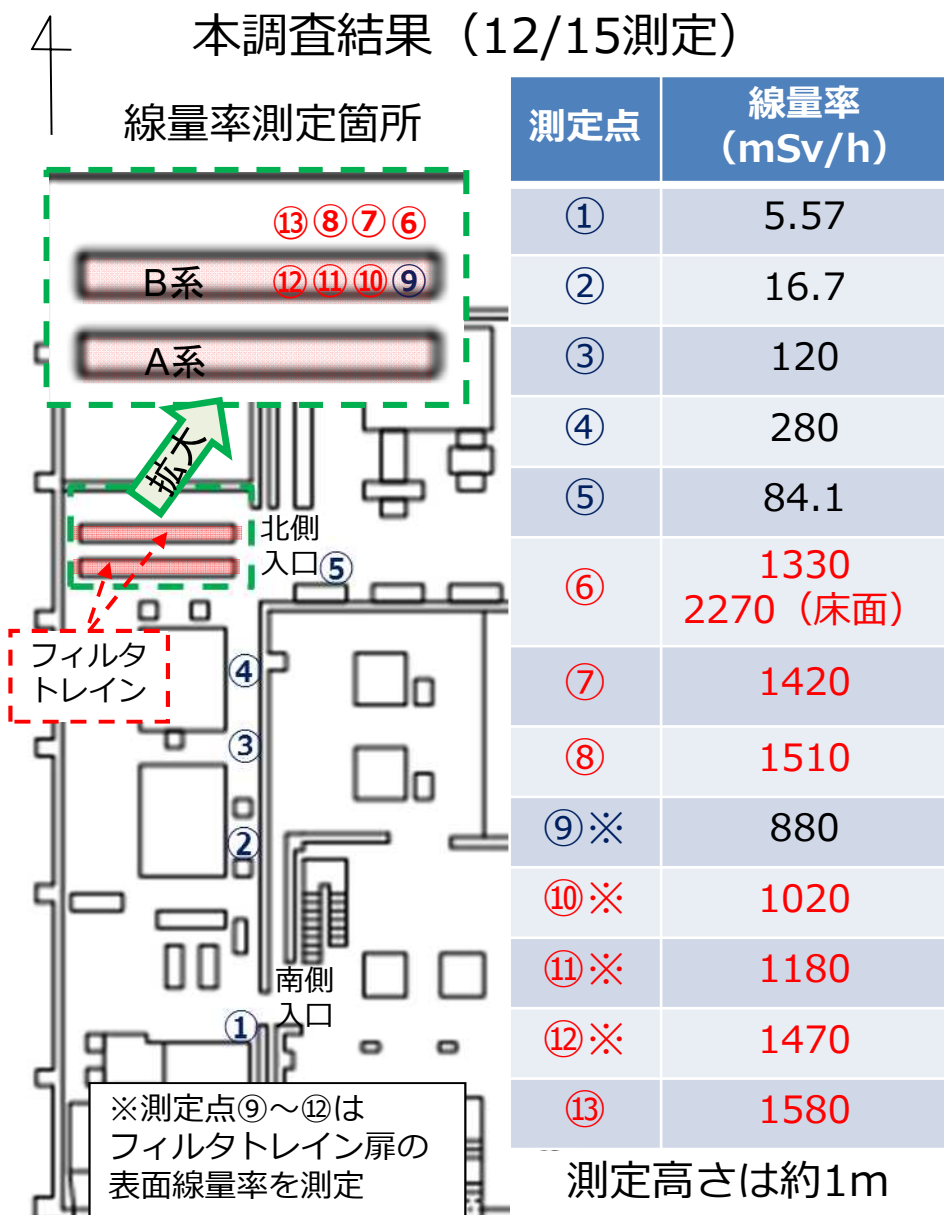 本調査結果（12/15測定）
線量率測定箇所
⑬⑧⑦⑥
B系 ⑫⑪⑩⑨
A系
拡大
北側
入口⑤
フィルタ
トレイン
④
③
②
南側
入口
①
※測定点⑨～⑫は
フィルタトレイン扉の
表面線量率を測定
測定点 線量率
（mSv/h）
① 5.57
② 16.7
③ 120
④ 280
⑤ 84.1
⑥ 1330
2270（床面）
⑦ 1420
⑧ 1510
⑨※ 880
⑩※ 1020
⑪※ 1180
⑫※ 1470
⑬ 1580
測定高さは約1m